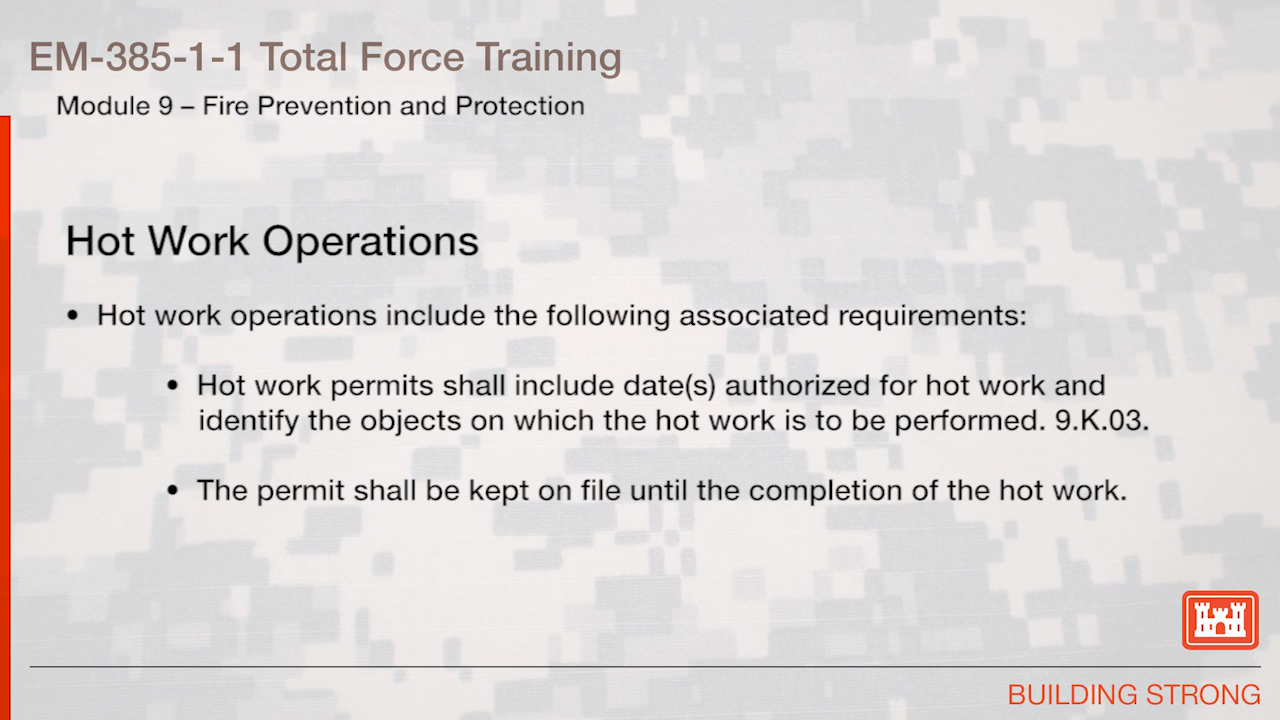 EM-385-1-1 Total Force Training
Module 9 – Fire Prevention and Protection
Hot Work Operations
• Hot work operations include the following associated requirements:
• Hot work permits shall include date(s) authorized for hot work and
identify the objects on which the hot work is to be performed. 9.K.03.
• The permit shall be kept on file until the completion of the hot work.
BUILDING STRONG